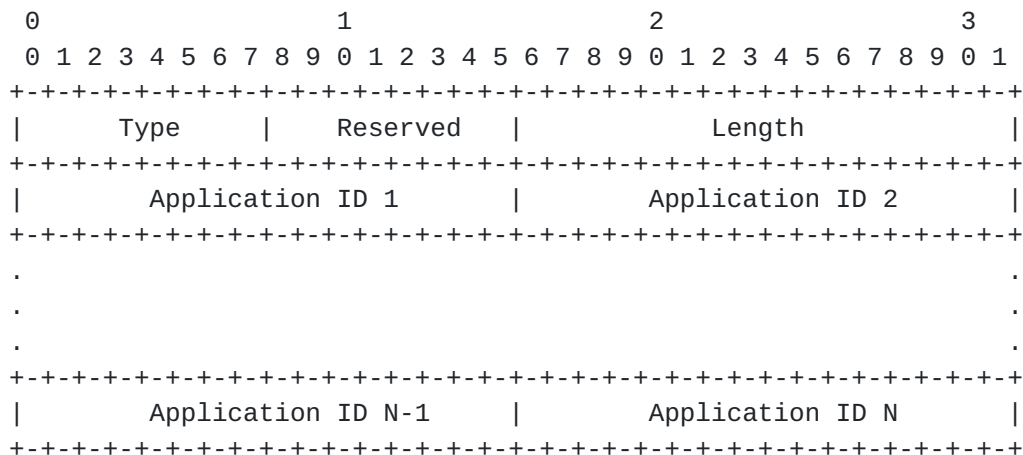 0                   1                   2                   3
 0 1 2 3 4 5 6 7 8 9 0 1 2 3 4 5 6 7 8 9 0 1 2 3 4 5 6 7 8 9 0 1
+-+-+-+-+-+-+-+-+-+-+-+-+-+-+-+-+-+-+-+-+-+-+-+-+-+-+-+-+-+-+-+-+
|      Type     |    Reserved   |            Length             |
+-+-+-+-+-+-+-+-+-+-+-+-+-+-+-+-+-+-+-+-+-+-+-+-+-+-+-+-+-+-+-+-+
|        Application ID 1       |        Application ID 2       |
+-+-+-+-+-+-+-+-+-+-+-+-+-+-+-+-+-+-+-+-+-+-+-+-+-+-+-+-+-+-+-+-+
.                                                               .
.                                                               .
.                                                               .
+-+-+-+-+-+-+-+-+-+-+-+-+-+-+-+-+-+-+-+-+-+-+-+-+-+-+-+-+-+-+-+-+
|        Application ID N-1     |        Application ID N       |
+-+-+-+-+-+-+-+-+-+-+-+-+-+-+-+-+-+-+-+-+-+-+-+-+-+-+-+-+-+-+-+-+